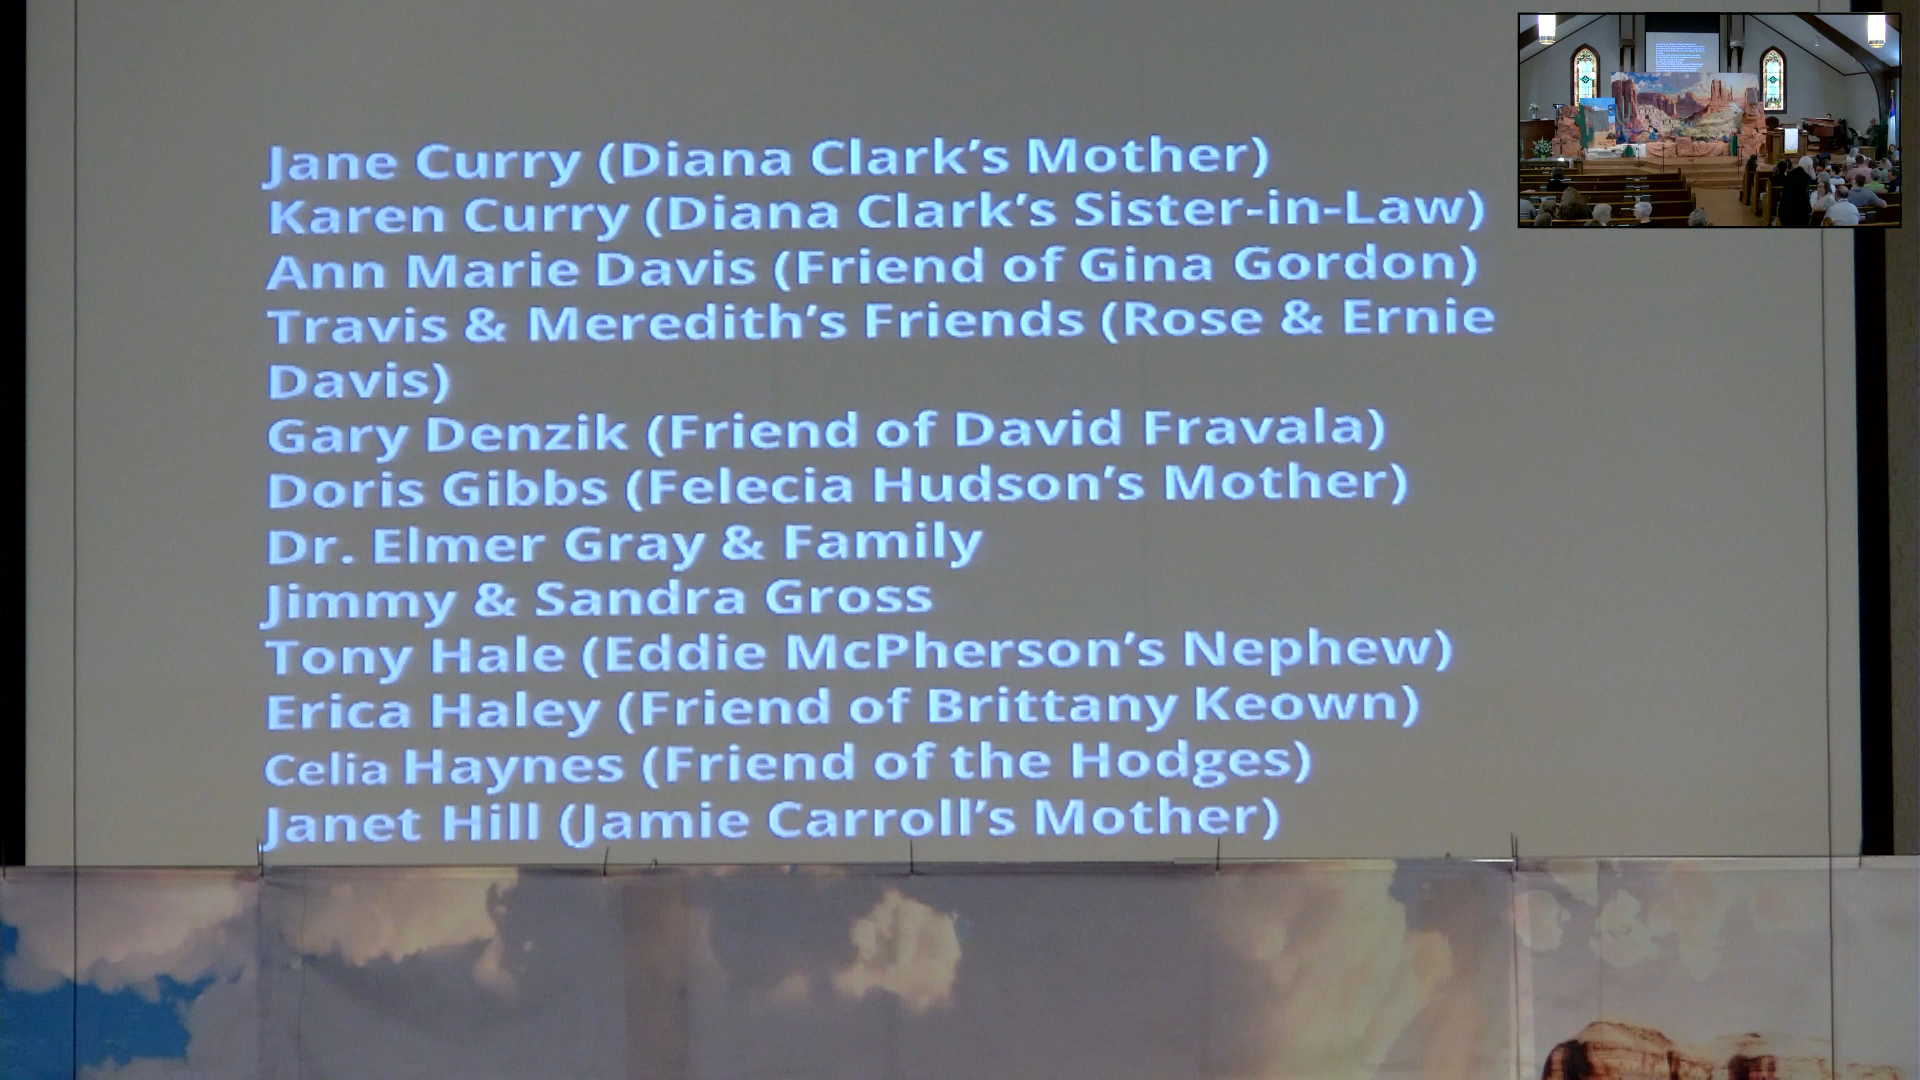 Jane Curry (Diana Clark’s Mother)
Karen Curry (Diana Clark’s Sister-in-Law)
Ann Marie Davis (Friend of Gina Gordon)
Travis & Meredith’s Friends (Rose & Ernie
Davis)
Gary Denzik (Friend of David Fravala)
Doris Gibbs (Felecia Hudson’s Mother)
Dr. Elmer Gray & Family
Jimmy & Sandra Gross
Tony Hale (Eddie McPherson’s Nephew)
Erica Haley (Friend of Brittany Keown)
Celia Haynes (Friend of the Hodges)
Janet Hill (Jamie Carroll’s Mother)